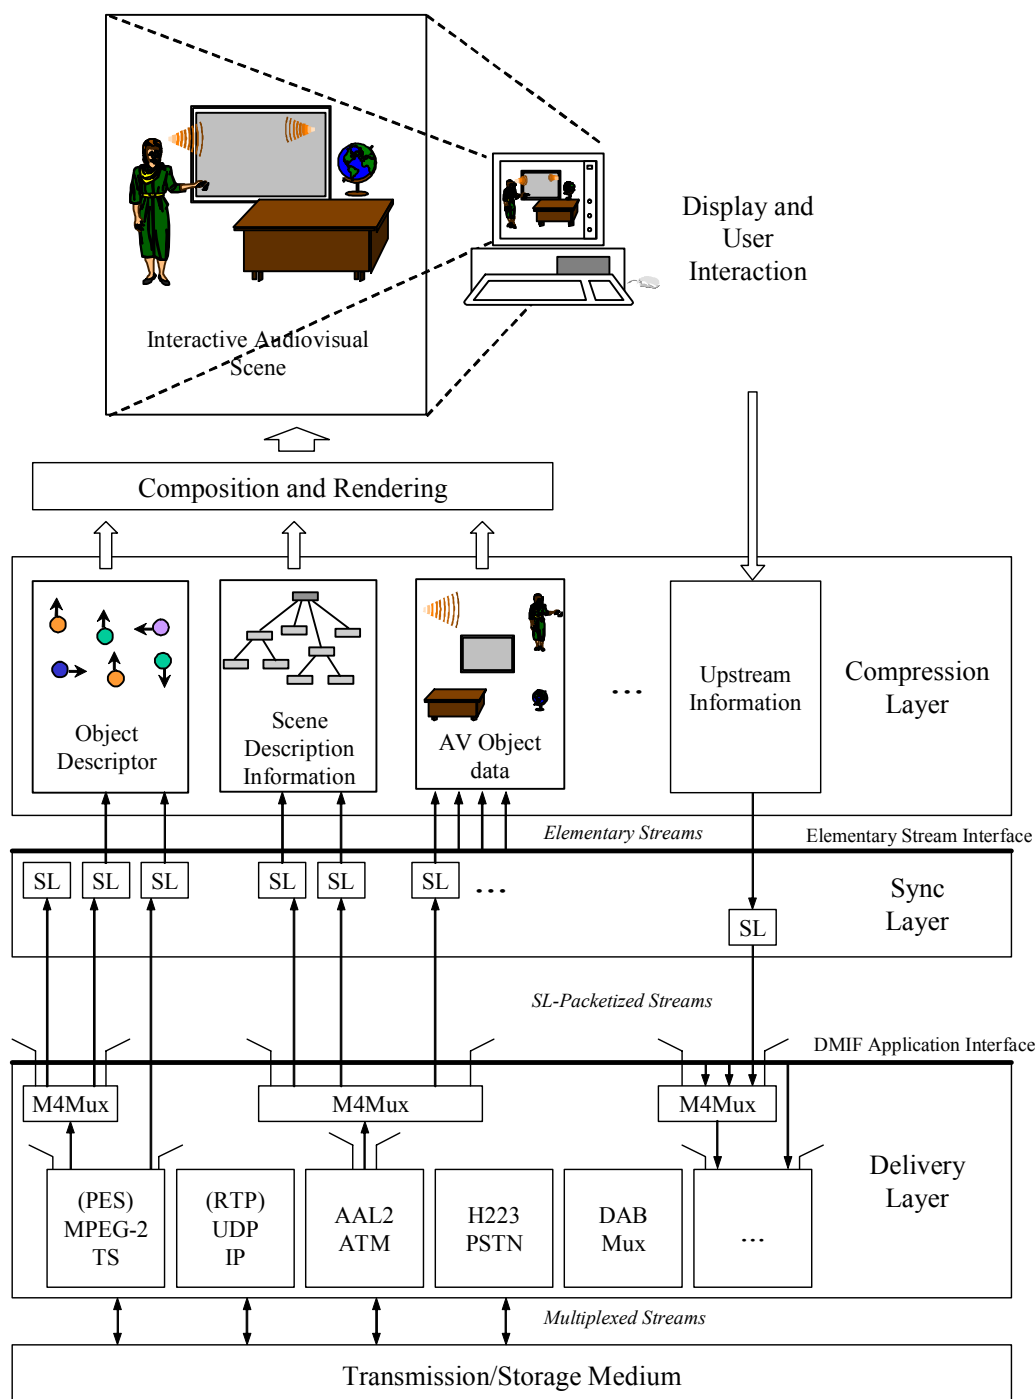 Display and
User
Interaction
Interactive Audiovisual
Scene
Composition and Rendering
Object
Descriptor
Scene
Description
Information
AV Object
data
...
Upstream
Information
Compression
Layer
Elementary Streams
Elementary Stream Interface
SL
SL
SL
SL
SL
SL
...
SL
Sync
Layer
SL-Packetized Streams
DMIF Application Interface
M4Mux
M4Mux
M4Mux
(PES)
MPEG-2
TS
(RTP)
UDP
IP
AAL2
ATM
H223
PSTN
DAB
Mux
...
Delivery
Layer
Multiplexed Streams
Transmission/Storage Medium